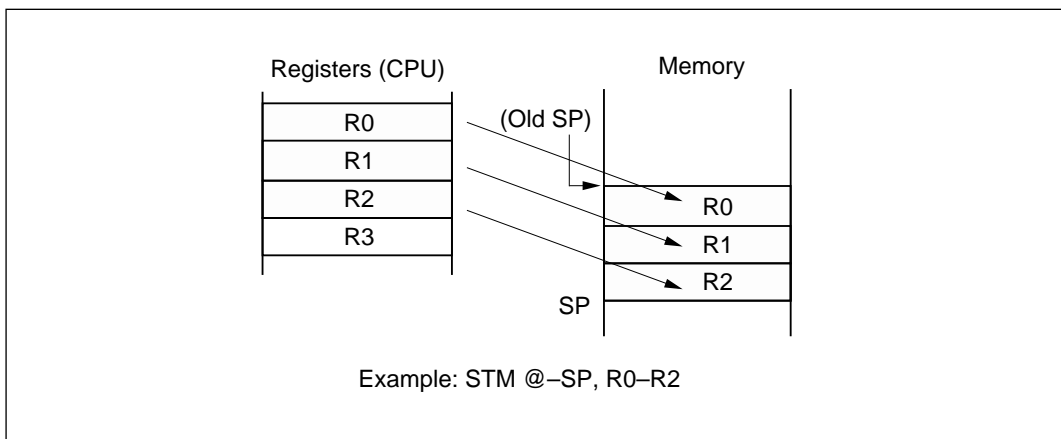 Registers (CPU)
Memory
R0
R1
R2
R3
(Old SP)
R0
R1
R2
SP
Example: STM @–SP, R0–R2